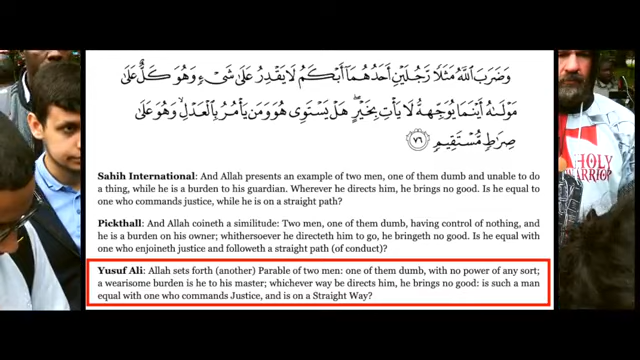 وَضَرَبَ اللَّهُ مَثَلًا رَّجُلَيْنِ أَحَدُهُمَا أَبْكَمُ لَا يَقْدِرُ عَلَىٰ شَيْءٍ وَهُوَ كَلٌّ عَلَىٰ
مَوْلَاهُ أَيْنَمَا يُوَجِّههُّ لَا يَأْتِ بِخَيْرٍ ۖ هَلْ يَسْتَوِي هُوَ وَمَن يَأْمُرُ بِالْعَدْلِ ۙ وَهُوَ عَلَىٰ
صِرَاطٍ مُّسْتَقِيمٍ ﴿٧٦﴾
Sahih International: And Allah presents an example of two men, one of them dumb and unable to do
a thing, while he is a burden to his guardian. Wherever he directs him, he brings no good. Is he equal to
one who commands justice, while he is on a straight path?
Pickthall: And Allah coineth a similitude: Two men, one of them dumb, having control of nothing, and
he is a burden on his owner; whithersoever he directeth him to go, he bringeth no good. Is he equal with
one who enjoineth justice and followeth a straight path (of conduct)?
Yusuf Ali: Allah sets forth (another) Parable of two men: one of them dumb, with no power of any sort;
a wearisome burden is he to his master; whichever way be directs him, he brings no good: is such a man
equal with one who commands Justice, and is on a Straight Way?
HOLY
WARRIOR